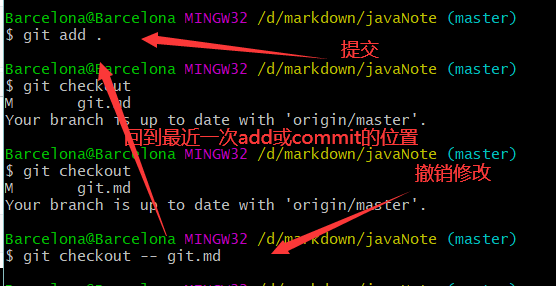 Barcelona@Barcelona MINGW32 /d/markdown/javaNote (master)
$ git add .
提交
Barcelona@Barcelona MINGW32 /d/markdown/javaNote (master)
$ git checkout
M       git.md
Your branch is up to date with 'origin/master'.
回到最近一次add或commit的位置
Barcelona@Barcelona MINGW32 /d/markdown/javaNote (master)
$ git checkout
M       git.md
撤销修改
Your branch is up to date with 'origin/master'.
Barcelona@Barcelona MINGW32 /d/markdown/javaNote (master)
$ git checkout -- git.md